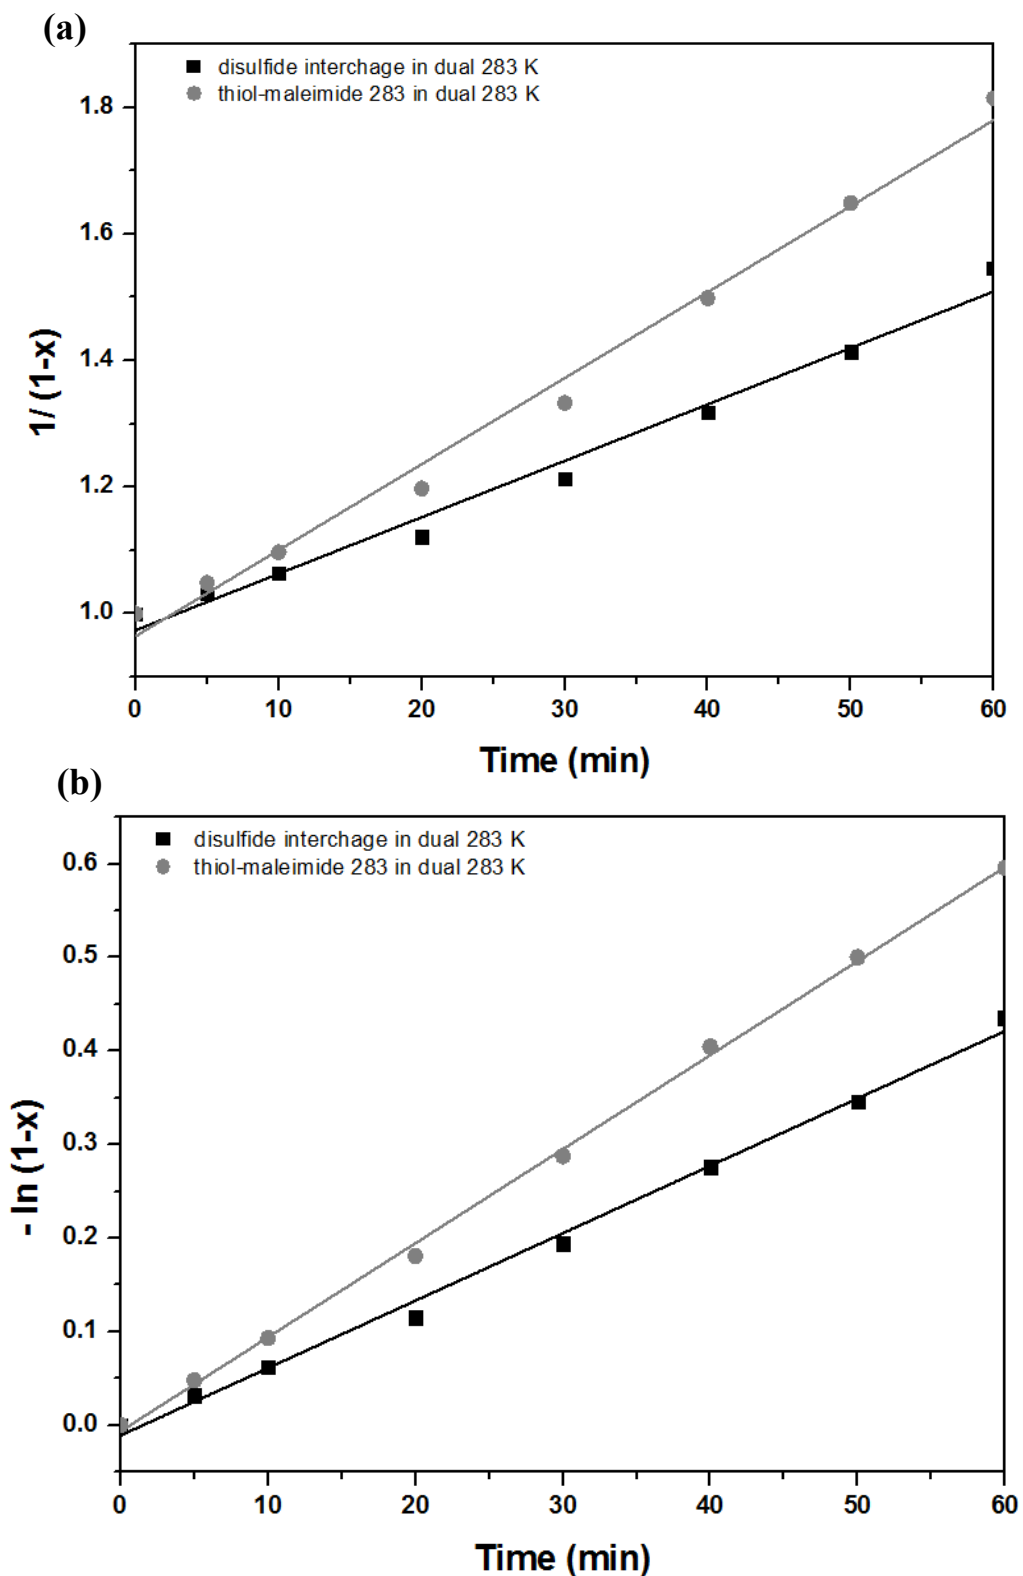 (a)
disulfide interchage in dual 283 K
thiol-maleimide 283 in dual 283 K
1.8
1.6
1.4
1.2
1.0
1/ (1-x)
0 10 20 30 40 50 60
Time (min)
(b)
disulfide interchage in dual 283 K
thiol-maleimide 283 in dual 283 K
0.6
0.5
0.4
0.3
0.2
0.1
0.0
- ln (1-x)
0 10 20 30 40 50 60
Time (min)